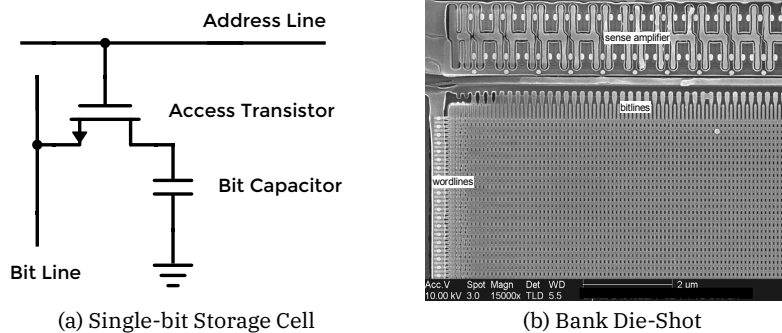 Address Line
Access Transistor
Bit Capacitor
Bit Line
(a) Single-bit Storage Cell
sense amplifier
bitlines
wordlines
Acc.V Spot Magn Det WD
10.00 kV 3.0 15000x TLD 5.5
2 um
(b) Bank Die-Shot